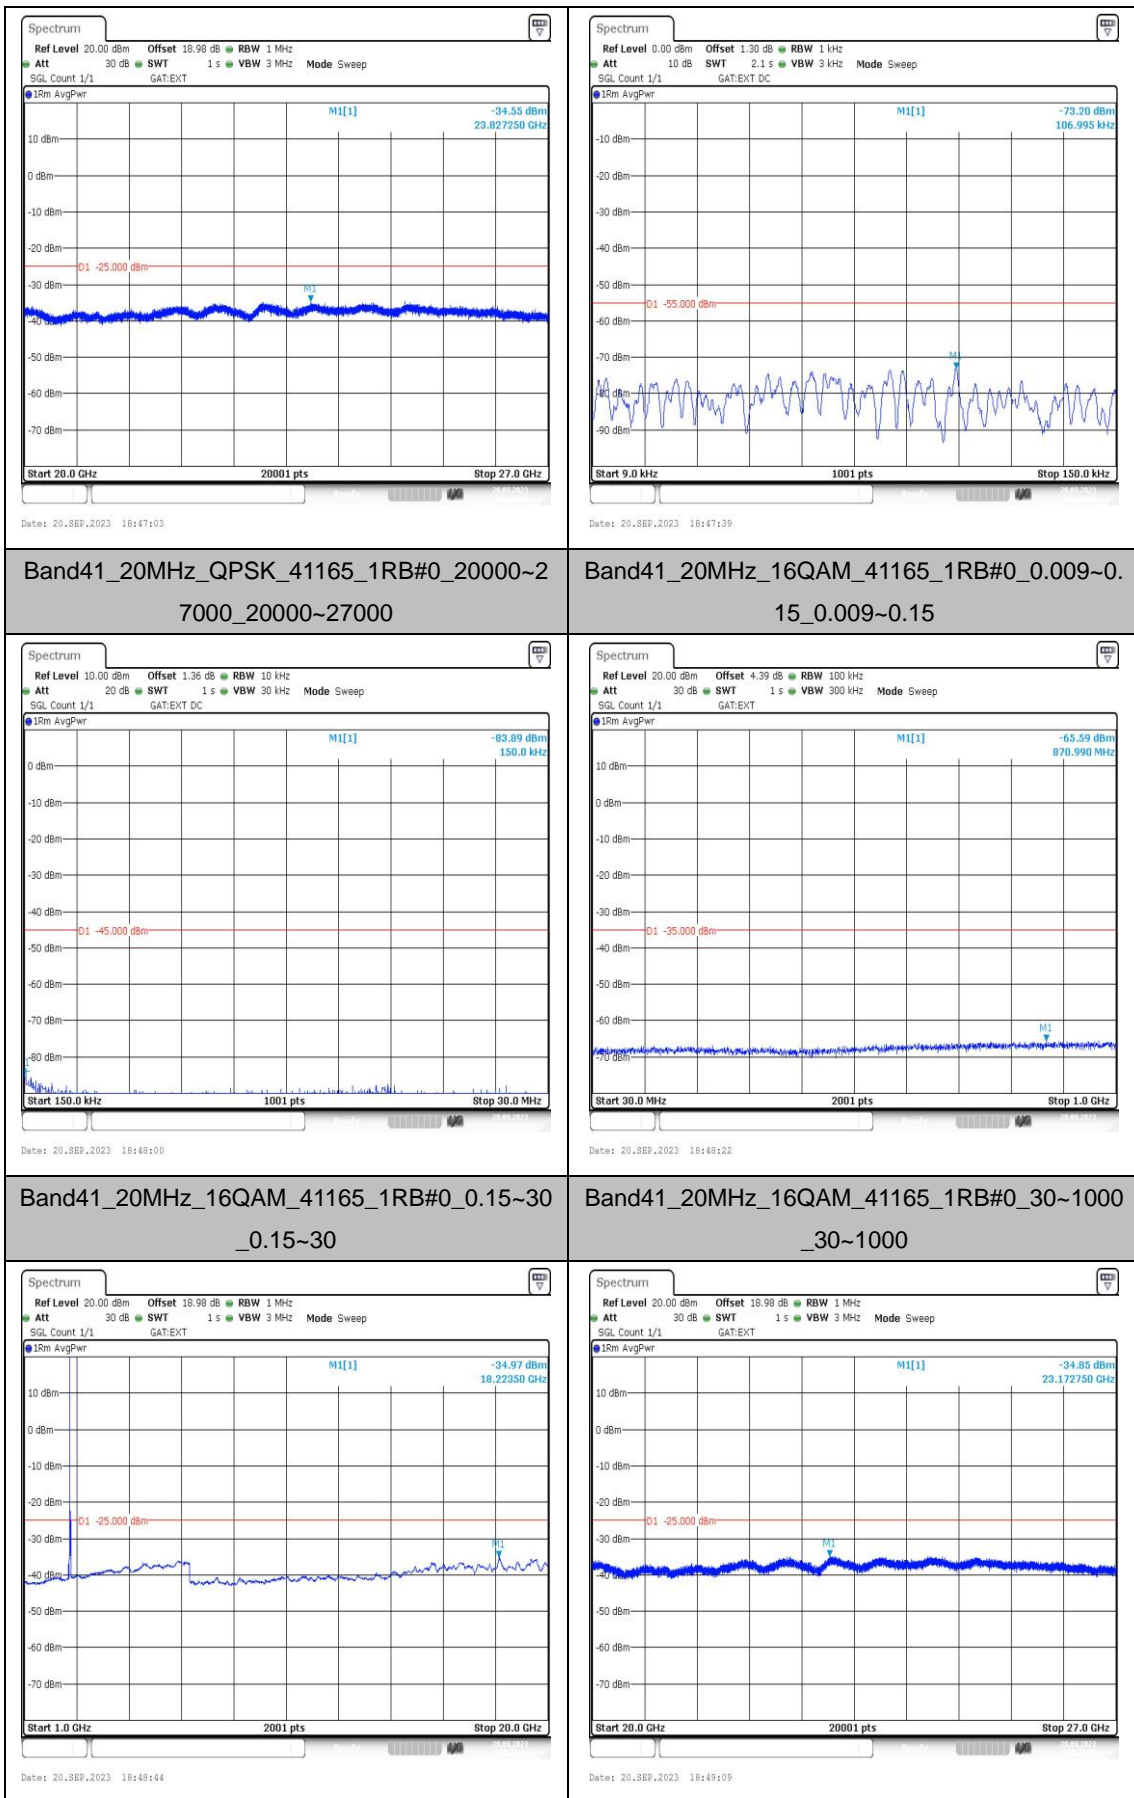 Spectrum
Ref Level 20.00 dBm Offset 18.98 dB RBW 1 MHz
Att 30 dB SWT 1 s VBW 3 MHz Mode Sweep
SGL Count 1/1 GAT:EXT
1Rm AvgPwr
M1[1] -34.55 dBm
23.827250 GHz
10 dBm
0 dBm
-10 dBm
-20 dBm
D1 -25.000 dBm
-30 dBm
M1
-40 dBm
-50 dBm
-60 dBm
-70 dBm
Start 20.0 GHz 20001 pts Stop 27.0 GHz
Date: 20.SEP.2023 18:47:03
Spectrum
Ref Level 0.00 dBm Offset 1.30 dB RBW 1 kHz
Att 10 dB SWT 2.1 s VBW 3 kHz Mode Sweep
SGL Count 1/1 GAT:EXT DC
1Rm AvgPwr
M1[1] -73.20 dBm
106.995 kHz
-10 dBm
-20 dBm
-30 dBm
-40 dBm
-50 dBm
D1 -55.000 dBm
-60 dBm
-70 dBm
M1
-80 dBm
-90 dBm
Start 9.0 kHz 1001 pts Stop 150.0 kHz
Date: 20.SEP.2023 18:47:39
Band41_20MHz_QPSK_41165_1RB#0_20000~2
7000_20000~27000
Band41_20MHz_16QAM_41165_1RB#0_0.009~0.
15_0.009~0.15
Spectrum
Ref Level 10.00 dBm Offset 1.36 dB RBW 10 kHz
Att 20 dB SWT 1 s VBW 30 kHz Mode Sweep
SGL Count 1/1 GAT:EXT DC
1Rm AvgPwr
M1[1] -83.89 dBm
150.0 kHz
0 dBm
-10 dBm
-20 dBm
-30 dBm
-40 dBm
D1 -45.000 dBm
-50 dBm
-60 dBm
-70 dBm
-80 dBm
Start 150.0 kHz 1001 pts Stop 30.0 MHz
Date: 20.SEP.2023 18:48:00
Spectrum
Ref Level 20.00 dBm Offset 4.39 dB RBW 100 kHz
Att 30 dB SWT 1 s VBW 300 kHz Mode Sweep
SGL Count 1/1 GAT:EXT
1Rm AvgPwr
M1[1] -65.59 dBm
870.990 MHz
10 dBm
0 dBm
-10 dBm
-20 dBm
-30 dBm
D1 -35.000 dBm
-40 dBm
-50 dBm
-60 dBm
M1
-70 dBm
Start 30.0 MHz 2001 pts Stop 1.0 GHz
Date: 20.SEP.2023 18:48:22
Band41_20MHz_16QAM_41165_1RB#0_0.15~30
_0.15~30
Band41_20MHz_16QAM_41165_1RB#0_30~1000
_30~1000
Spectrum
Ref Level 20.00 dBm Offset 18.98 dB RBW 1 MHz
Att 30 dB SWT 1 s VBW 3 MHz Mode Sweep
SGL Count 1/1 GAT:EXT
1Rm AvgPwr
M1[1] -34.97 dBm
18.22350 GHz
10 dBm
0 dBm
-10 dBm
-20 dBm
D1 -25.000 dBm
-30 dBm
M1
-40 dBm
-50 dBm
-60 dBm
-70 dBm
Start 1.0 GHz 2001 pts Stop 20.0 GHz
Date: 20.SEP.2023 18:48:44
Spectrum
Ref Level 20.00 dBm Offset 18.98 dB RBW 1 MHz
Att 30 dB SWT 1 s VBW 3 MHz Mode Sweep
SGL Count 1/1 GAT:EXT
1Rm AvgPwr
M1[1] -34.85 dBm
23.172750 GHz
10 dBm
0 dBm
-10 dBm
-20 dBm
D1 -25.000 dBm
-30 dBm
M1
-40 dBm
-50 dBm
-60 dBm
-70 dBm
Start 20.0 GHz 20001 pts Stop 27.0 GHz
Date: 20.SEP.2023 18:49:09